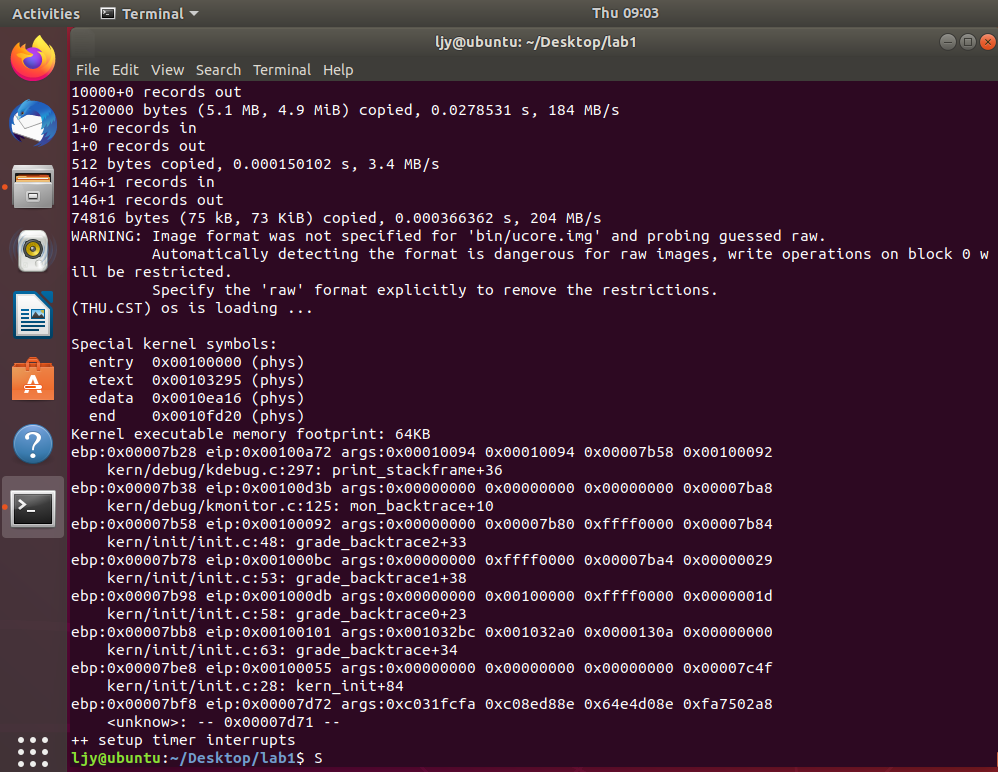 Activities Terminal Thu 09:03
ljy@ubuntu: ~/Desktop/lab1
File Edit View Search Terminal Help
10000+0 records out
5120000 bytes (5.1 MB, 4.9 MiB) copied, 0.0278531 s, 184 MB/s
1+0 records in
1+0 records out
512 bytes copied, 0.000150102 s, 3.4 MB/s
146+1 records in
146+1 records out
74816 bytes (75 kB, 73 KiB) copied, 0.000366362 s, 204 MB/s
WARNING: Image format was not specified for 'bin/ucore.img' and probing guessed raw.
         Automatically detecting the format is dangerous for raw images, write operations on block 0 w
ill be restricted.
         Specify the 'raw' format explicitly to remove the restrictions.
(THU.CST) os is loading ...

Special kernel symbols:
  entry  0x00100000 (phys)
  etext  0x00103295 (phys)
  edata  0x0010ea16 (phys)
  end    0x0010fd20 (phys)
Kernel executable memory footprint: 64KB
ebp:0x00007b28 eip:0x00100a72 args:0x00010094 0x00010094 0x00007b58 0x00100092
    kern/debug/kdebug.c:297: print_stackframe+36
ebp:0x00007b38 eip:0x00100d3b args:0x00000000 0x00000000 0x00000000 0x00007ba8
    kern/debug/kmonitor.c:125: mon_backtrace+10
ebp:0x00007b58 eip:0x00100092 args:0x00000000 0x00007b80 0xffff0000 0x00007b84
    kern/init/init.c:48: grade_backtrace2+33
ebp:0x00007b78 eip:0x001000bc args:0x00000000 0xffff0000 0x00007ba4 0x00000029
    kern/init/init.c:53: grade_backtrace1+38
ebp:0x00007b98 eip:0x001000db args:0x00000000 0x00100000 0xffff0000 0x0000001d
    kern/init/init.c:58: grade_backtrace0+23
ebp:0x00007bb8 eip:0x00100101 args:0x001032bc 0x001032a0 0x0000130a 0x00000000
    kern/init/init.c:63: grade_backtrace+34
ebp:0x00007be8 eip:0x00100055 args:0x00000000 0x00000000 0x00000000 0x00007c4f
    kern/init/init.c:28: kern_init+84
ebp:0x00007bf8 eip:0x00007d72 args:0xc031fcfa 0xc08ed88e 0x64e4d08e 0xfa7502a8
    <unknow>: -- 0x00007d71 --
++ setup timer interrupts
ljy@ubuntu:~/Desktop/lab1$ S